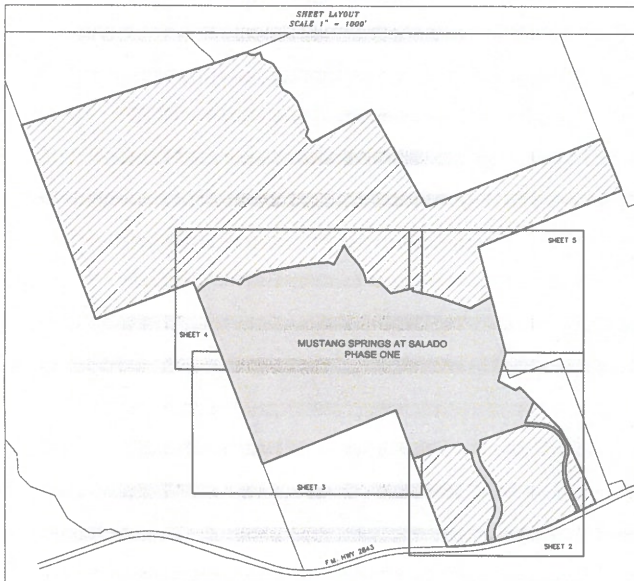 SHEET LAYOUT
SCALE 1" = 1000'
SHEET 5
SHEET 4
MUSTANG SPRINGS AT SALADO
PHASE ONE
SHEET 3
SHEET 2
F.M. HWY 2843